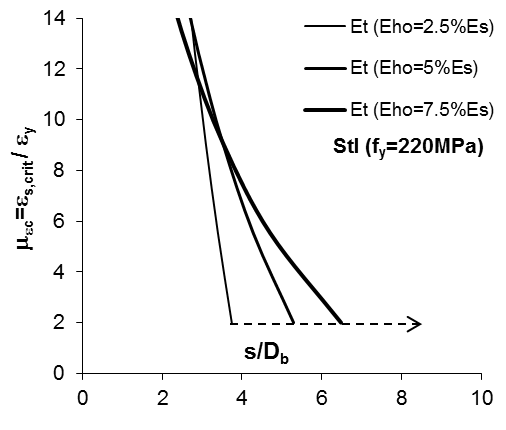 14
12
10
8
6
4
2
0
0 2 4 6 8 10
μεc=εs,crit/ εy
s/Db
Et (Eho=2.5%Es)
Et (Eho=5%Es)
Et (Eho=7.5%Es)
StI (fy=220MPa)